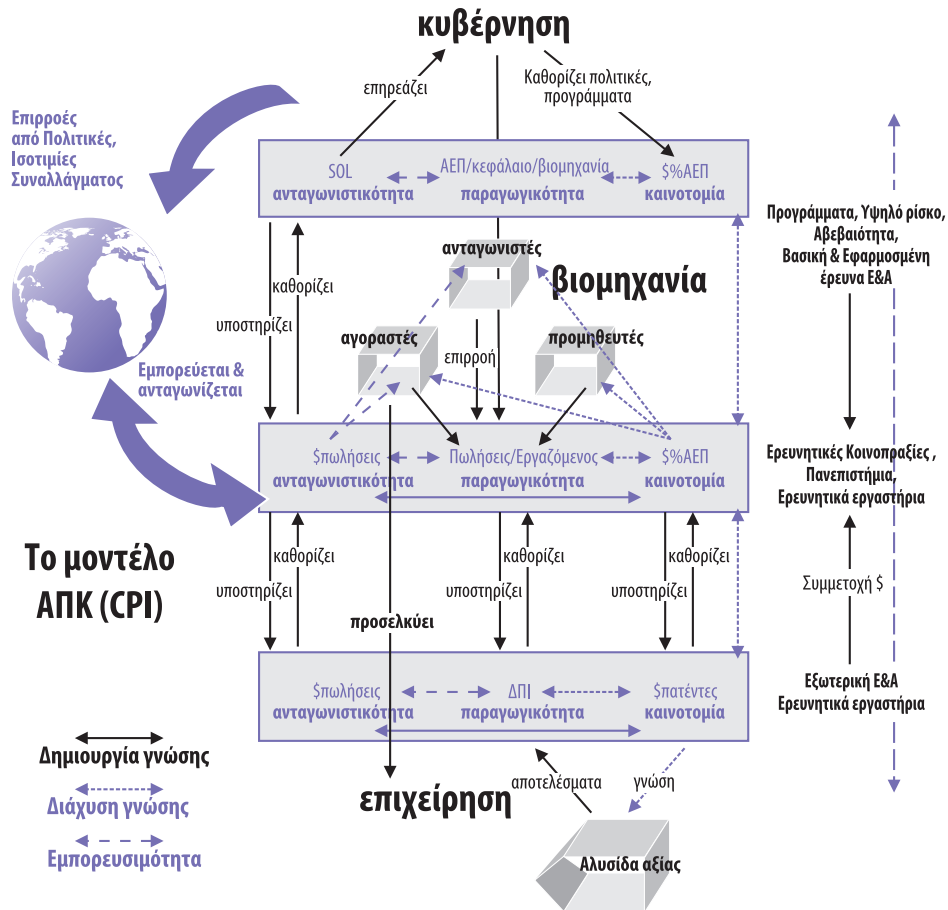 κυβέρνηση
επηρεάζει
Καθορίζει πολιτικές,
προγράμματα
Επιρροές
από Πολιτικές,
Ισοτιμίες
Συναλλάγματος
SOL
ανταγωνιστικότητα
ΑΕΠ/κεφάλαιο/βιομηχανία
παραγωγικότητα
$%ΑΕΠ
καινοτομία
Προγράμματα, Υψηλό ρίσκο,
Αβεβαιότητα,
Βασική & Εφαρμοσμένη
έρευνα Ε&Α
ανταγωνιστές
βιομηχανία
καθορίζει
υποστηρίζει
αγοραστές
επιρροή
προμηθευτές
Εμπορεύεται &
ανταγωνίζεται
$πωλήσεις
ανταγωνιστικότητα
Πωλήσεις/Εργαζόμενος
παραγωγικότητα
$%ΑΕΠ
καινοτομία
Ερευνητικές Κοινοπραξίες ,
Πανεπιστήμια,
Ερευνητικά εργαστήρια
Το μοντέλο
ΑΠΚ (CPI)
καθορίζει
υποστηρίζει
καθορίζει
υποστηρίζει
καθορίζει
υποστηρίζει
προσελκύει
Συμμετοχή $
$πωλήσεις
ανταγωνιστικότητα
ΔΠΙ
παραγωγικότητα
$πατέντες
καινοτομία
Εξωτερική Ε&Α
Ερευνητικά εργαστήρια
Δημιουργία γνώσης
Διάχυση γνώσης
Εμπορευσιμότητα
επιχείρηση
αποτελέσματα
γνώση
Αλυσίδα αξίας